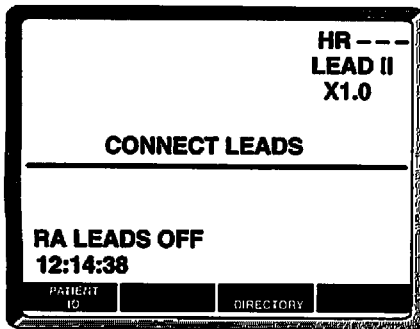 HR ---
LEAD II
X1.0
CONNECT LEADS
RA LEADS OFF
12:14:38
PATIENT
ID
DIRECTORY